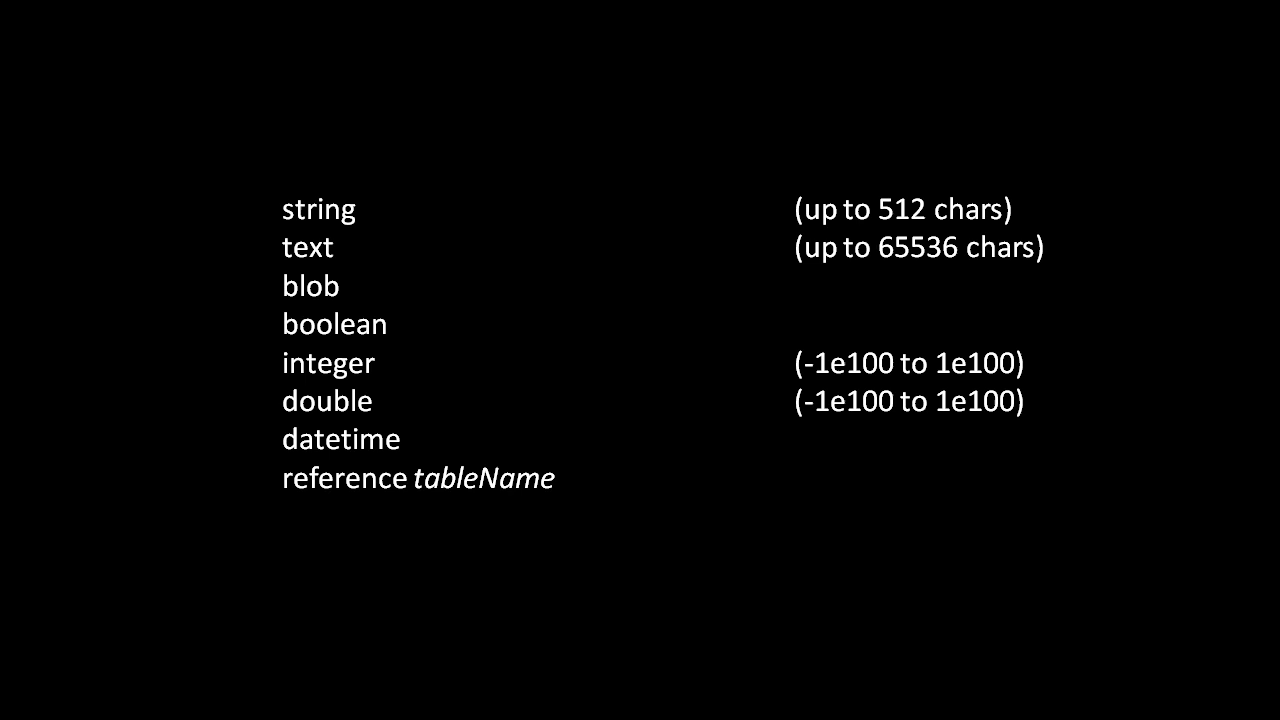 string (up to 512 chars)
text (up to 65536 chars)
blob
boolean
integer (-1e100 to 1e100)
double (-1e100 to 1e100)
datetime
reference tableName